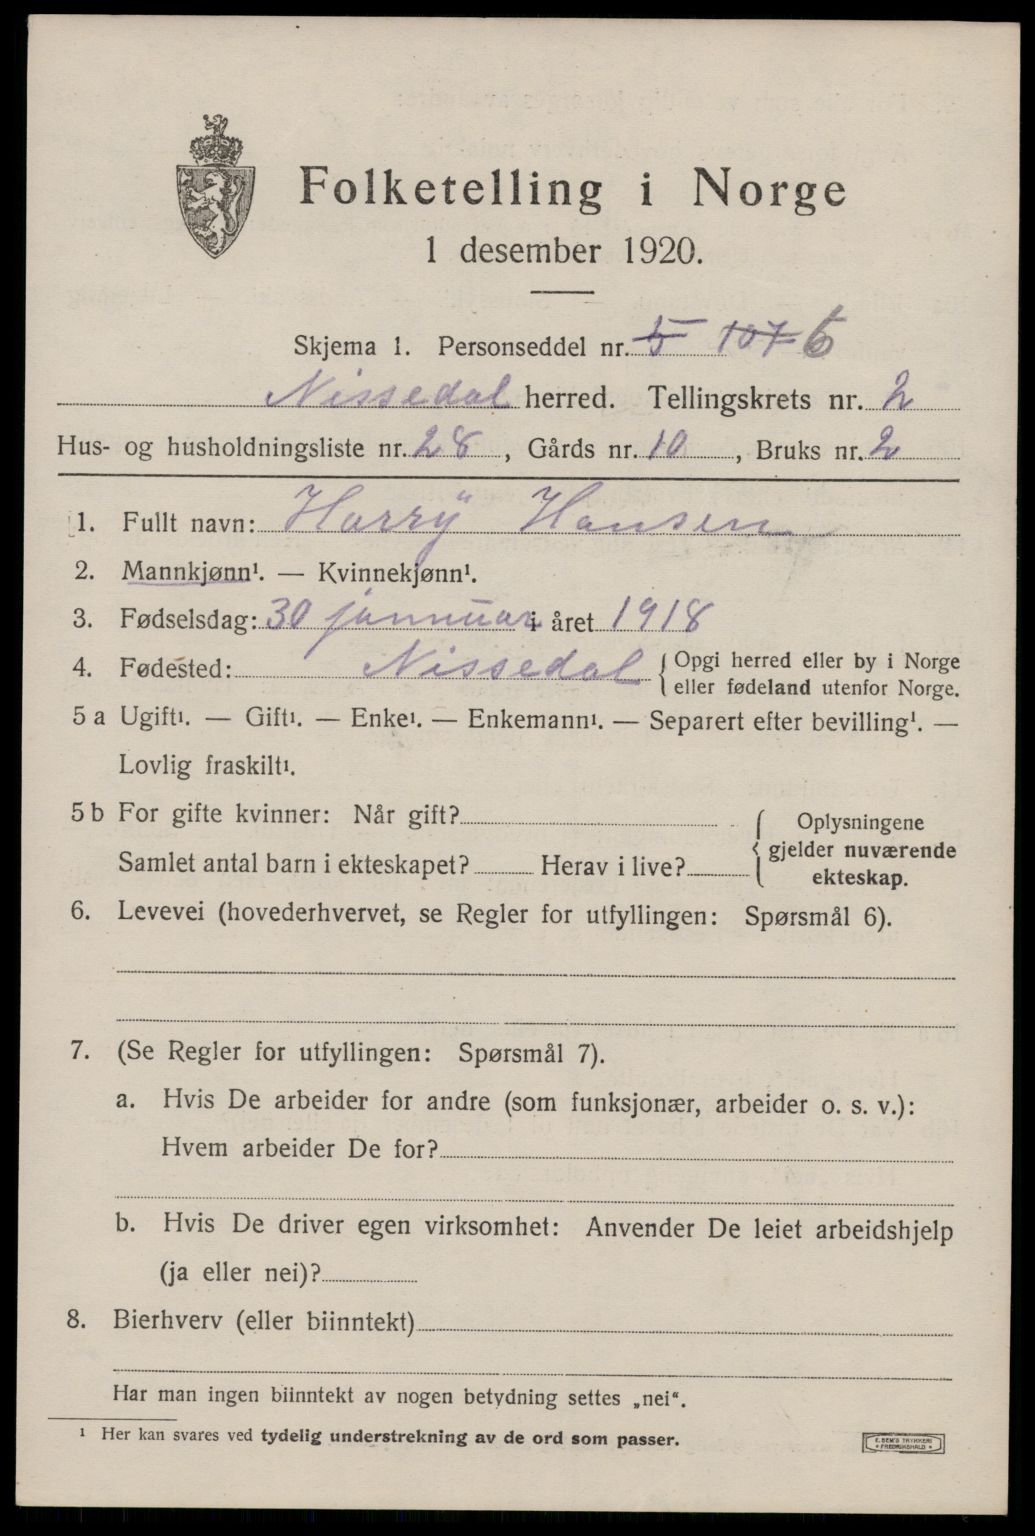 Folketelling i Norge
1 desember 1920.
Skjema 1. Personseddel nr. 5 107 6
Nissedal herred. Tellingskrets nr. 2
Hus- og husholdningsliste nr. 28, Gårds nr. 10, Bruks nr. 2
1. Fullt navn: Harrÿ Hansen
2. Mannkjønn¹. — Kvinnekjønn¹.
3. Fødselsdag: 30 januar i året 1918
4. Fødested: Nissedal { Opgi herred eller by i Norge
eller fødeland utenfor Norge.
5 a Ugift¹. — Gift¹. — Enke¹. — Enkemann¹. — Separert efter bevilling¹. —
Lovlig fraskilt¹.
5 b For gifte kvinner: Når gift?
Samlet antal barn i ekteskapet? Herav i live?
{ Oplysningene
gjelder nuværende
ekteskap.
6. Levevei (hovederhvervet, se Regler for utfyllingen: Spørsmål 6).
7. (Se Regler for utfyllingen: Spørsmål 7).
a. Hvis De arbeider for andre (som funksjonær, arbeider o. s. v.):
Hvem arbeider De for?
b. Hvis De driver egen virksomhet: Anvender De leiet arbeidshjelp
(ja eller nei)?
8. Bierhverv (eller biinntekt)
Har man ingen biinntekt av nogen betydning settes „nei“.
¹ Her kan svares ved tydelig understrekning av de ord som passer.
E. SEM'S TRYKKERI
• FREDRIKSHALD •